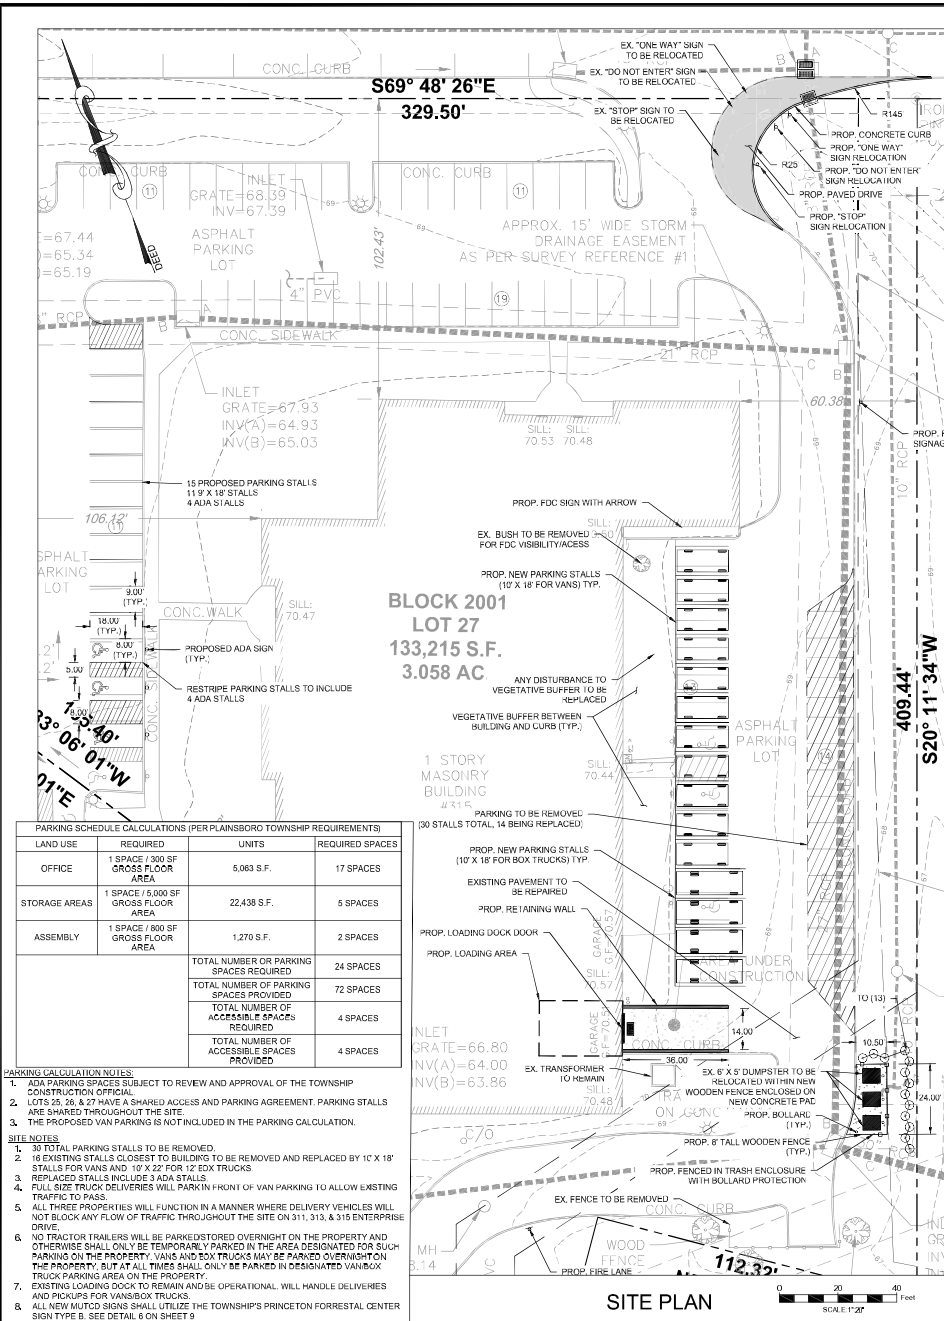 CONC. CURB
S69° 48' 26"E
329.50'
EX. "ONE WAY" SIGN
TO BE RELOCATED
EX. "DO NOT ENTER" SIGN
TO BE RELOCATED
EX. "STOP" SIGN TO
BE RELOCATED
B
A
C
R145'
PROP. CONCRETE CURB
PROP. "ONE WAY"
SIGN RELOCATION
R25'
PROP. "DO NOT ENTER"
SIGN RELOCATION
PROP. PAVED DRIVE
PROP. "STOP"
SIGN RELOCATION
CONC. CURB
11
INLET
GRATE=68.39
INV=67.39
CONC. CURB
11
DEED
ASPHALT
PARKING
LOT
102.43'
APPROX. 15' WIDE STORM
DRAINAGE EASEMENT
AS PER SURVEY REFERENCE #1
=67.44
)=65.34
)=65.19
4" PVC
19
" RCP
B
A
CONC. SIDEWALK
21" RCP
A
C
B
INLET
GRATE=67.93
INV(A)=64.93
INV(B)=65.03
60.38'
SILL:
70.53
70.48
SIGNAG
10" RCP
15 PROPOSED PARKING STALLS
11 9' X 18' STALLS
4 ADA STALLS
106.12'
11
PROP. FDC SIGN WITH ARROW
SILL:
EX. BUSH TO BE REMOVED
FOR FDC VISIBILITY/ACESS
SPHALT
ARKING
LOT
PROP. NEW PARKING STALLS
(10' X 18' FOR VANS) TYP.
9.00'
(TYP.)
CONC. WALK
SILL:
70.47
BLOCK 2001
LOT 27
133,215 S.F.
3.058 AC.
18.00'
(TYP.)
8.00'
(TYP.)
PROPOSED ADA SIGN
(TYP.)
5.00'
8.00'
RESTRIPE PARKING STALLS TO INCLUDE
4 ADA STALLS
ANY DISTURBANCE TO
VEGETATIVE BUFFER TO BE
REPLACED
VEGETATIVE BUFFER BETWEEN
BUILDING AND CURB (TYP.)
409.44'
S20° 11' 34"W
06' 01"W
01"E
ASPHALT
PARKING
LOT
14
1 STORY
MASONRY
BUILDING
#315
SILL:
70.44
PARKING TO BE REMOVED
(30 STALLS TOTAL, 14 BEING REPLACED)
PROP. NEW PARKING STALLS
(10' X 18' FOR BOX TRUCKS) TYP.
EXISTING PAVEMENT TO
BE REPAIRED
PROP. RETAINING WALL
PROP. LOADING DOCK DOOR
PROP. LOADING AREA
GARAGE
G.F.=70.57
AREA UNDER
CONSTRUCTION
SILL:
70.57
GARAGE
TO (13)
14.00
10.50'
CONC. CURB
36.00
24.00'
INLET
GRATE=66.80
INV(A)=64.00
INV(B)=63.86
EX. TRANSFORMER
TO REMAIN
SILL:
70.48
EX. 6' X 5' DUMPSTER TO BE
RELOCATED WITHIN NEW
WOODEN FENCE ENCLOSED ON
NEW CONCRETE PAD
PROP. BOLLARD
(TYP.)
C/O
PROP. 8' TALL WOODEN FENCE
(TYP.)
PROP. FENCED IN TRASH ENCLOSURE
WITH BOLLARD PROTECTION
EX. FENCE TO BE REMOVED
CONC. CURB
MH
WOOD
FENCE
PROP. FIRE LANE
112.32'
PARKING SCHEDULE CALCULATIONS (PER PLAINSBORO TOWNSHIP REQUIREMENTS)
LAND USE REQUIRED UNITS REQUIRED SPACES
OFFICE 1 SPACE / 300 SF GROSS FLOOR AREA 5,063 S.F. 17 SPACES
STORAGE AREAS 1 SPACE / 5,000 SF GROSS FLOOR AREA 22,438 S.F. 5 SPACES
ASSEMBLY 1 SPACE / 800 SF GROSS FLOOR AREA 1,270 S.F. 2 SPACES
TOTAL NUMBER OR PARKING SPACES REQUIRED 24 SPACES
TOTAL NUMBER OF PARKING SPACES PROVIDED 72 SPACES
TOTAL NUMBER OF ACCESSIBLE SPACES REQUIRED 4 SPACES
TOTAL NUMBER OF ACCESSIBLE SPACES PROVIDED 4 SPACES
PARKING CALCULATION NOTES:
1. ADA PARKING SPACES SUBJECT TO REVIEW AND APPROVAL OF THE TOWNSHIP
CONSTRUCTION OFFICIAL.
2. LOTS 25, 26, & 27 HAVE A SHARED ACCESS AND PARKING AGREEMENT. PARKING STALLS
ARE SHARED THROUGHOUT THE SITE.
3. THE PROPOSED VAN PARKING IS NOT INCLUDED IN THE PARKING CALCULATION.
SITE NOTES
1. 30 TOTAL PARKING STALLS TO BE REMOVED.
2. 16 EXISTING STALLS CLOSEST TO BUILDING TO BE REMOVED AND REPLACED BY 10' X 18'
STALLS FOR VANS AND 10' X 22' FOR 12' BOX TRUCKS.
3. REPLACED STALLS INCLUDE 3 ADA STALLS.
4. FULL SIZE TRUCK DELIVERIES WILL PARK IN FRONT OF VAN PARKING TO ALLOW EXISTING
TRAFFIC TO PASS.
5. ALL THREE PROPERTIES WILL FUNCTION IN A MANNER WHERE DELIVERY VEHICLES WILL
NOT BLOCK ANY FLOW OF TRAFFIC THROUGHOUT THE SITE ON 311, 313, & 315 ENTERPRISE
DRIVE.
6. NO TRACTOR TRAILERS WILL BE PARKED/STORED OVERNIGHT ON THE PROPERTY AND
OTHERWISE SHALL ONLY BE TEMPORARILY PARKED IN THE AREA DESIGNATED FOR SUCH
PARKING ON THE PROPERTY. VANS AND BOX TRUCKS MAY BE PARKED OVERNIGHT ON
THE PROPERTY, BUT AT ALL TIMES SHALL ONLY BE PARKED IN DESIGNATED VAN/BOX
TRUCK PARKING AREA ON THE PROPERTY.
7. EXISTING LOADING DOCK TO REMAIN AND BE OPERATIONAL. WILL HANDLE DELIVERIES
AND PICKUPS FOR VANS/BOX TRUCKS.
8. ALL NEW MUTCD SIGNS SHALL UTILIZE THE TOWNSHIP'S PRINCETON FORRESTAL CENTER
SIGN TYPE B. SEE DETAIL 6 ON SHEET 9
SITE PLAN
0 20 40
Feet
SCALE:1"=20'